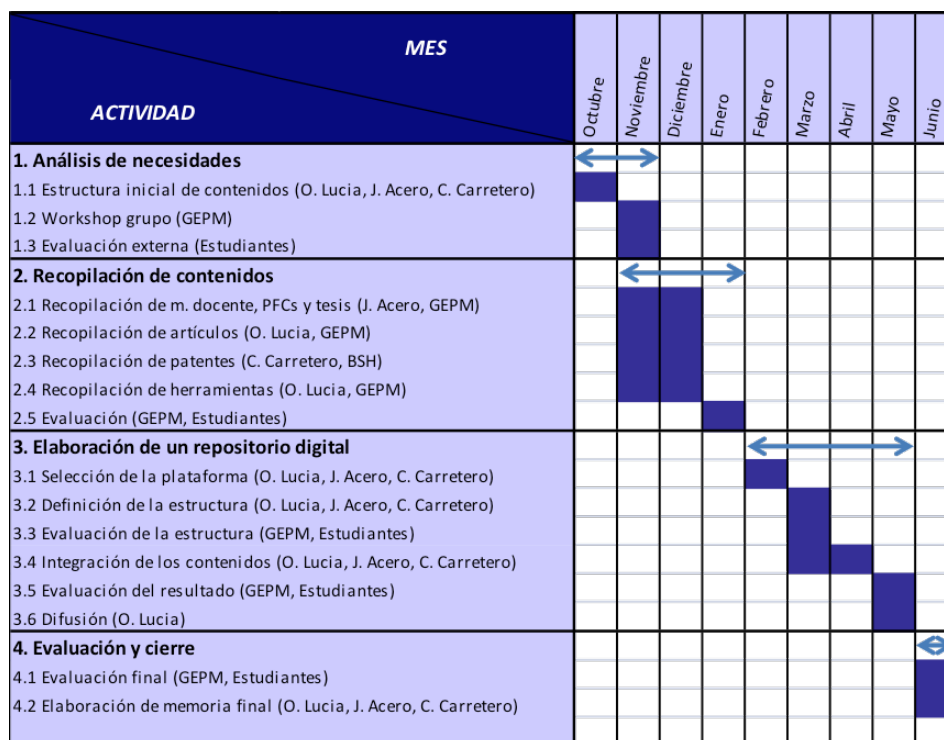 MES
ACTIVIDAD
Octubre
Noviembre
Diciembre
Enero
Febrero
Marzo
Abril
Mayo
Junio
1. Análisis de necesidades
1.1 Estructura inicial de contenidos (O. Lucia, J. Acero, C. Carretero)
1.2 Workshop grupo (GEPM)
1.3 Evaluación externa (Estudiantes)
2. Recopilación de contenidos
2.1 Recopilación de m. docente, PFCs y tesis (J. Acero, GEPM)
2.2 Recopilación de artículos (O. Lucia, GEPM)
2.3 Recopilación de patentes (C. Carretero, BSH)
2.4 Recopilación de herramientas (O. Lucia, GEPM)
2.5 Evaluación (GEPM, Estudiantes)
3. Elaboración de un repositorio digital
3.1 Selección de la plataforma (O. Lucia, J. Acero, C. Carretero)
3.2 Definición de la estructura (O. Lucia, J. Acero, C. Carretero)
3.3 Evaluación de la estructura (GEPM, Estudiantes)
3.4 Integración de los contenidos (O. Lucia, J. Acero, C. Carretero)
3.5 Evaluación del resultado (GEPM, Estudiantes)
3.6 Difusión (O. Lucia)
4. Evaluación y cierre
4.1 Evaluación final (GEPM, Estudiantes)
4.2 Elaboración de memoria final (O. Lucia, J. Acero, C. Carretero)